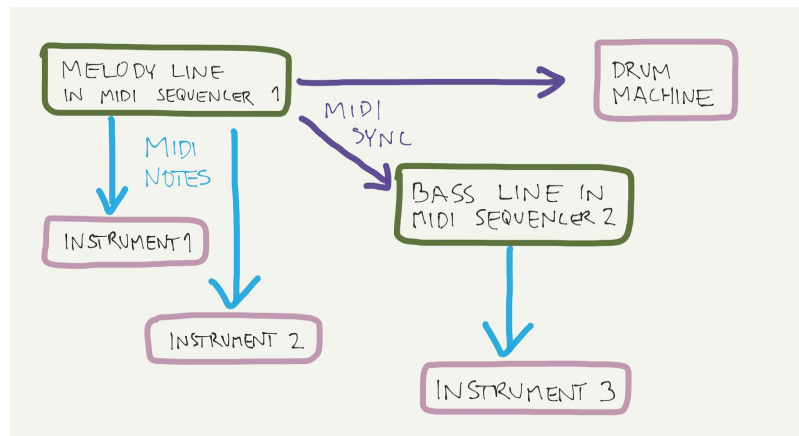 MELODY LINE
IN MIDI SEQUENCER 1
DRUM
MACHINE
MIDI
SYNC
MIDI
NOTES
BASS LINE IN
MIDI SEQUENCER 2
INSTRUMENT 1
INSTRUMENT 2
INSTRUMENT 3